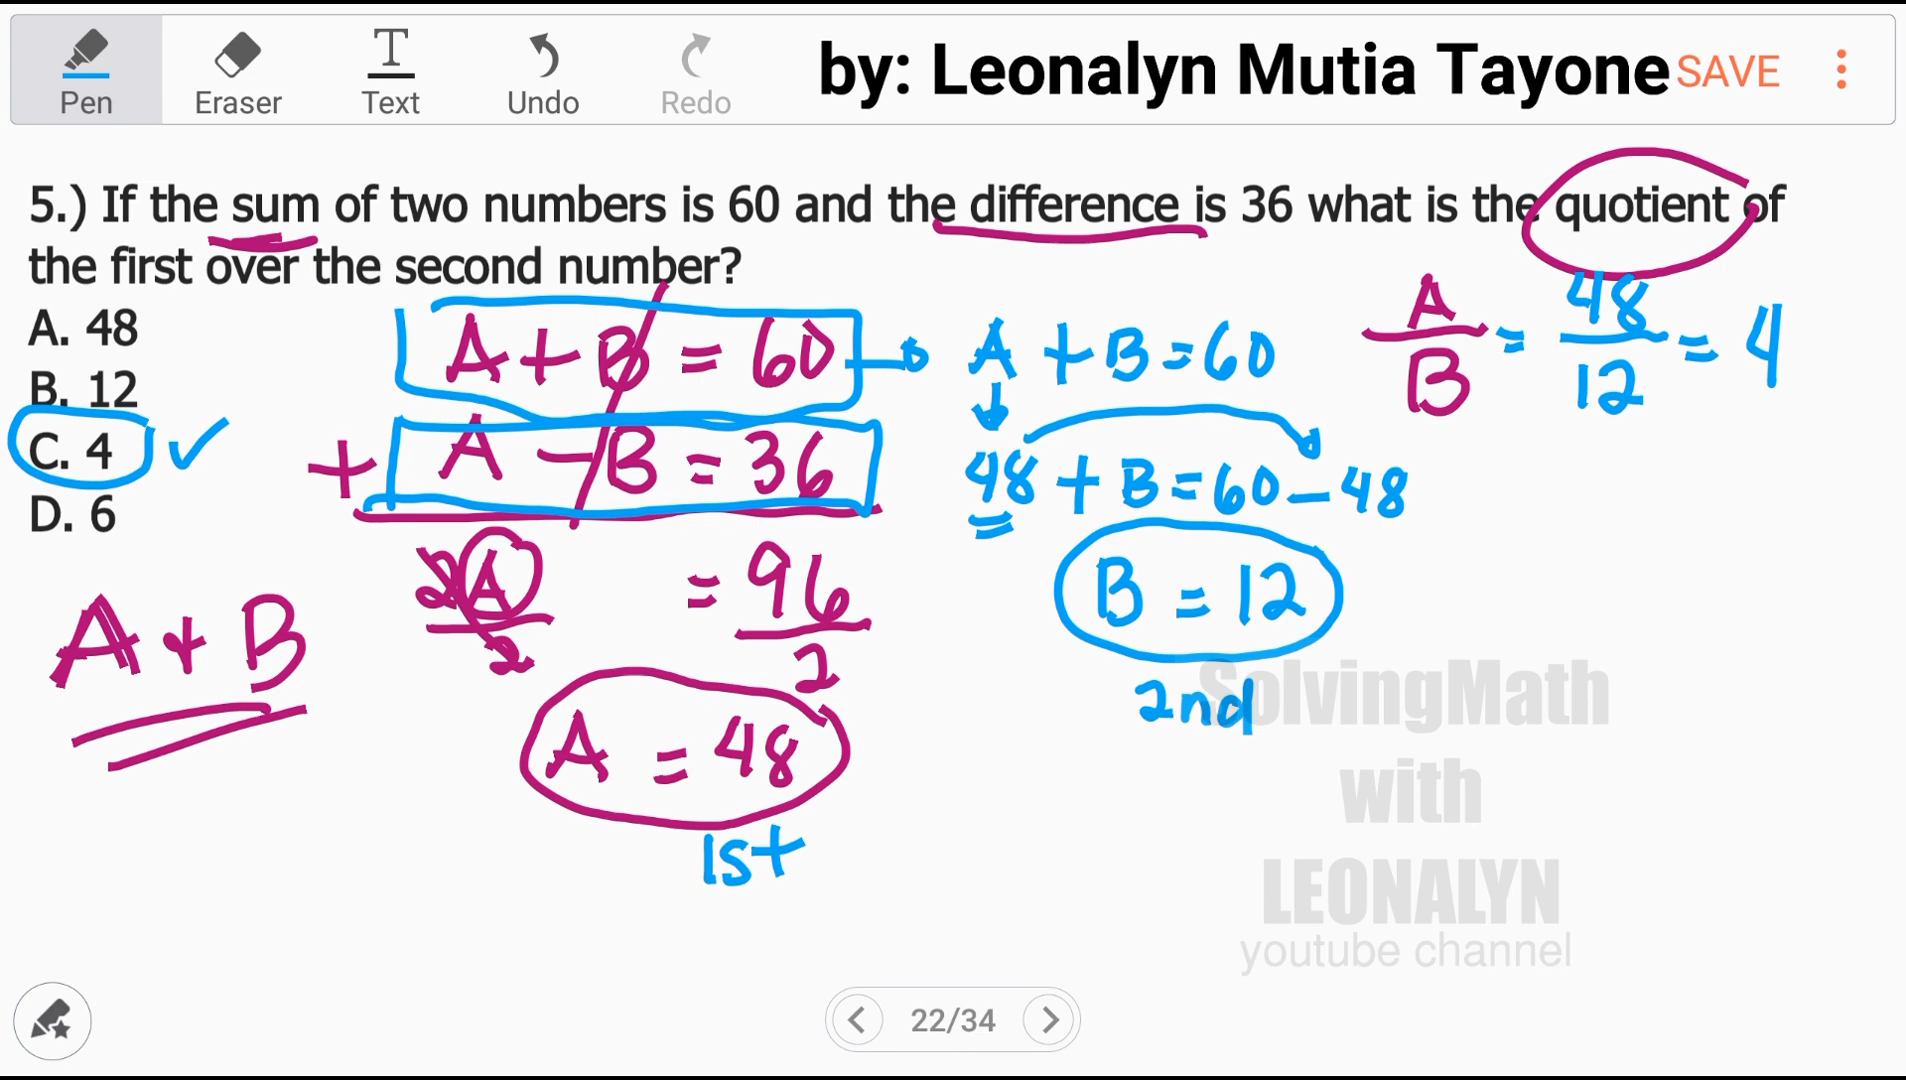 Pen Eraser Text Undo Redo by: Leonalyn Mutia Tayone SAVE
5.) If the sum of two numbers is 60 and the difference is 36 what is the quotient of
the first over the second number?
A. 48
B. 12
C. 4
D. 6
A + B = 60
+ A - B = 36
2A = 96
2 2
A = 48
1st
A + B
A + B = 60
48 + B = 60 - 48
B = 12
2nd
A/B = 48/12 = 4
SolvingMath
with
LEONALYN
youtube channel
22/34